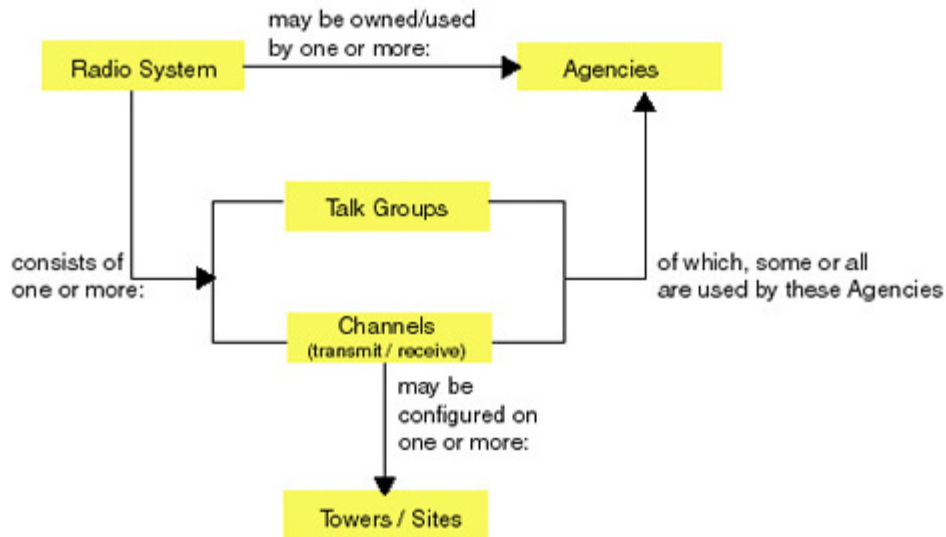 may be owned/used
by one or more:
Radio System
Agencies
Talk Groups
consists of
one or more:
of which, some or all
are used by these Agencies
Channels
(transmit / receive)
may be
configured on
one or more:
Towers / Sites